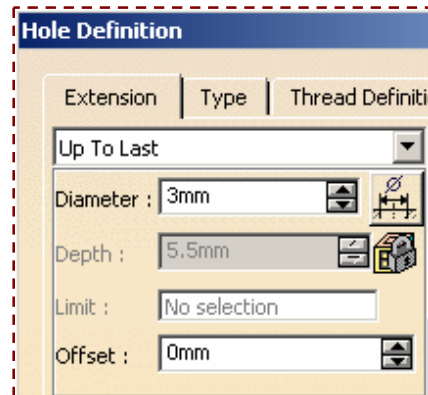 Hole Definition
Extension Type Thread Definiti
Up To Last
Diameter : 3mm
Depth : 5.5mm
Limit : No selection
Offset : 0mm